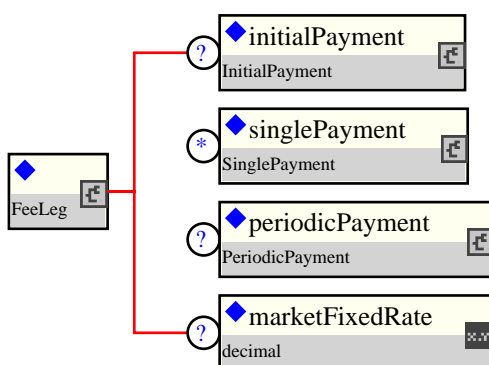 ?
initialPayment
InitialPayment
*
singlePayment
SinglePayment
FeeLeg
?
periodicPayment
PeriodicPayment
?
marketFixedRate
x.Y
decimal